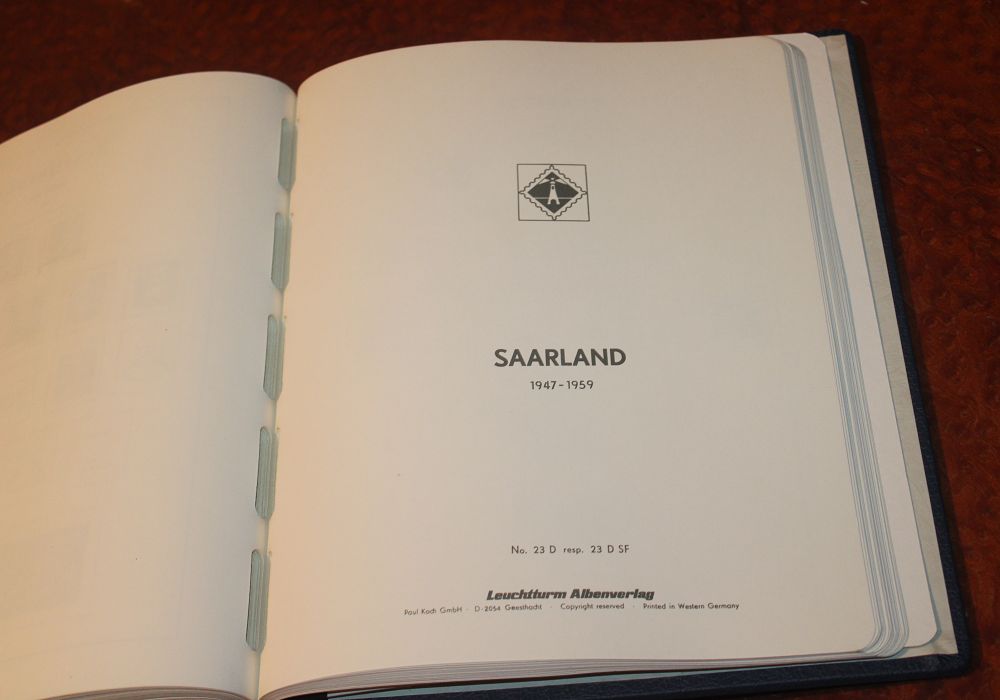 SAARLAND
1947-1959
No. 23 D resp. 23 D SF
Leuchtturm Albenverlag
Paul Koch GmbH · D-2054 Geesthacht · Copyright reserved · Printed in Western Germany